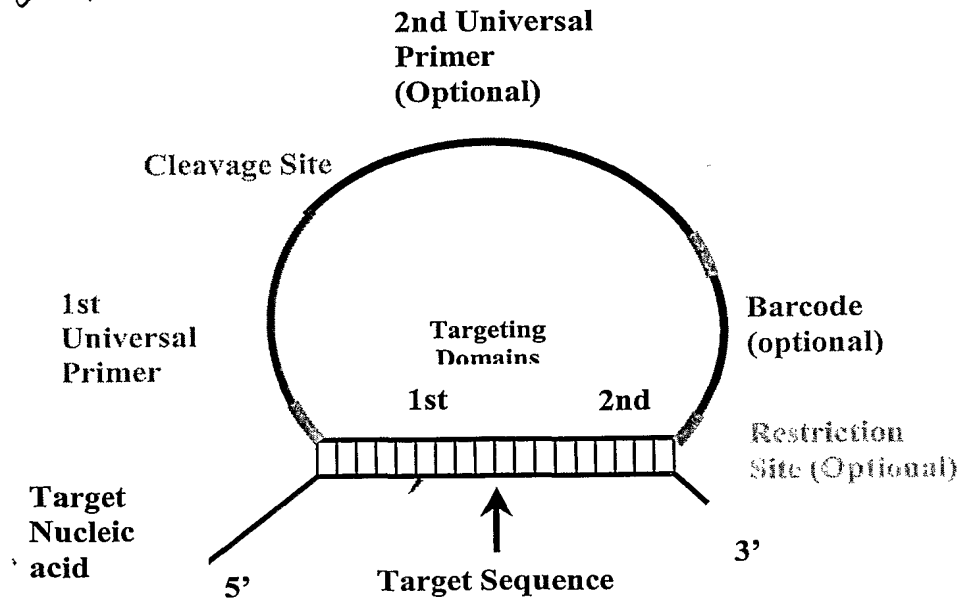 2nd Universal
Primer
(Optional)
Cleavage Site
1st
Universal
Primer
Targeting
Domains
Barcode
(optional)
1st
2nd
Restriction
Site (Optional)
Target
Nucleic
acid
5’
Target Sequence
3’